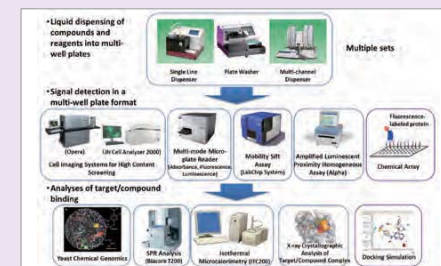 •Liquid dispensing of
compounds and
reagents into multi-
well plates
Multiple sets
Single Line
Dispenser
Plate Washer
Multi-channel
Dispenser
•Signal detection in a
multi-well plate format
(Opera)
(IN Cell Analyzer 2000)
Cell Imaging Systems for High Content
Screening
Multi-mode Micro-
plate Reader
(Absorbance, Fluorescence,
Luminescence)
Mobility Sift
Assay
(LabChip System)
Amplified Luminescent
Proximity Homogeneous
Assay (Alpha)
Fluorescence-
labeled protein
Chemical Array
•Analyses of target/compound
binding
Yeast Chemical Genomics
SPR Analysis
(Biacore T200)
Isothermal
Microcalorimetry (ITC200)
X-ray Crystallographic
Analysis of
Target/Compound Complex
Docking Simulation